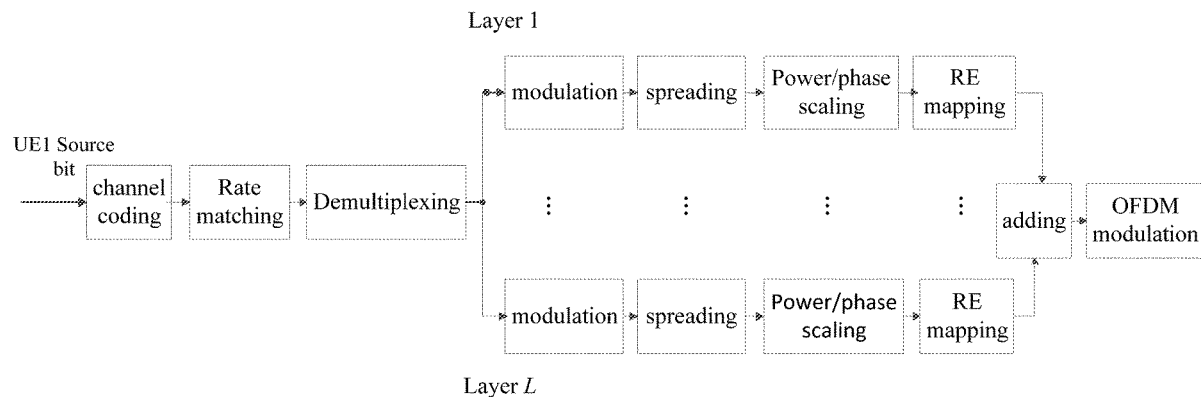 Layer 1
modulation
spreading
Power/phase
scaling
RE
mapping
UE1 Source
bit
channel
coding
Rate
matching
Demultiplexing
adding
OFDM
modulation
modulation
spreading
Power/phase
scaling
RE
mapping
Layer L